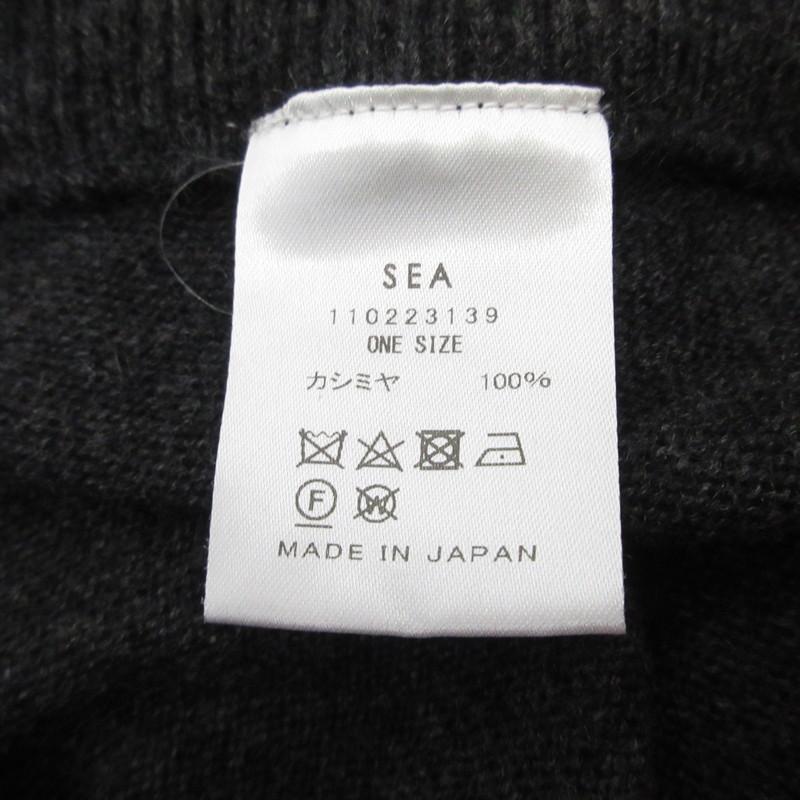 SEA
110223139
ONE SIZE
カシミヤ 100%
F W
MADE IN JAPAN